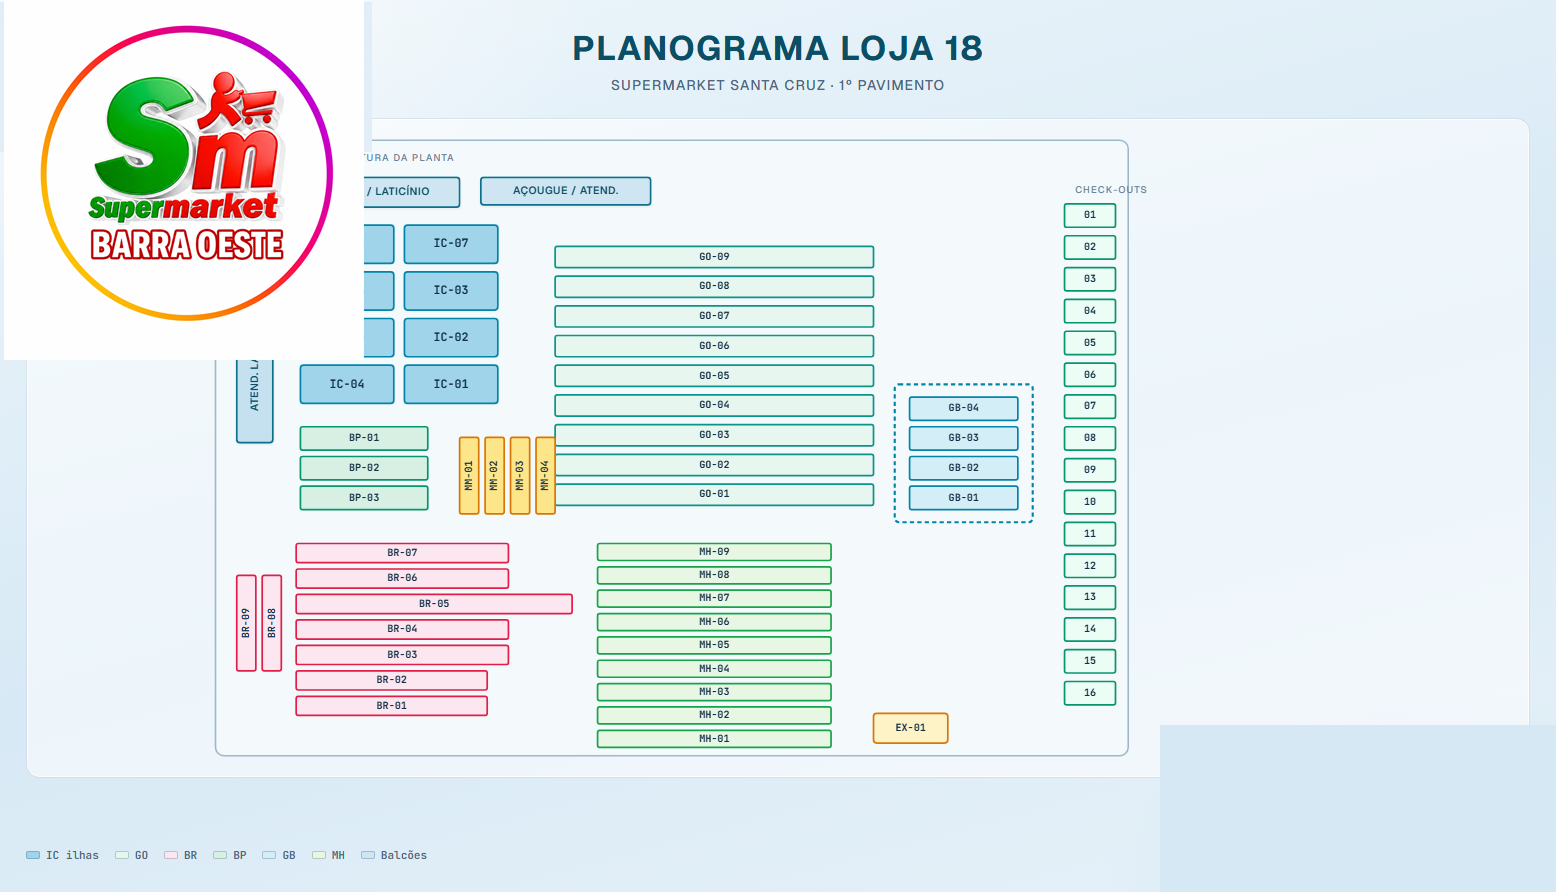 PLANOGRAMA LOJA 18
SUPERMARKET SANTA CRUZ · 1º PAVIMENTO
Sm
Supermarket
BARRA OESTE
TURA DA PLANTA
/ LATICÍNIO
AÇOUGUE / ATEND.
CHECK-OUTS
01
02
03
04
05
06
07
08
09
10
11
12
13
14
15
16
IC-07
IC-03
IC-02
IC-04
IC-01
ATEND. LA
GO-09
GO-08
GO-07
GO-06
GO-05
GO-04
GO-03
GO-02
GO-01
GB-04
GB-03
GB-02
GB-01
BP-01
BP-02
BP-03
MM-01
MM-02
MM-03
MM-04
BR-07
BR-06
BR-05
BR-04
BR-03
BR-02
BR-01
BR-09
BR-08
MH-09
MH-08
MH-07
MH-06
MH-05
MH-04
MH-03
MH-02
MH-01
EX-01
IC ilhas
GO
BR
BP
GB
MH
Balcões